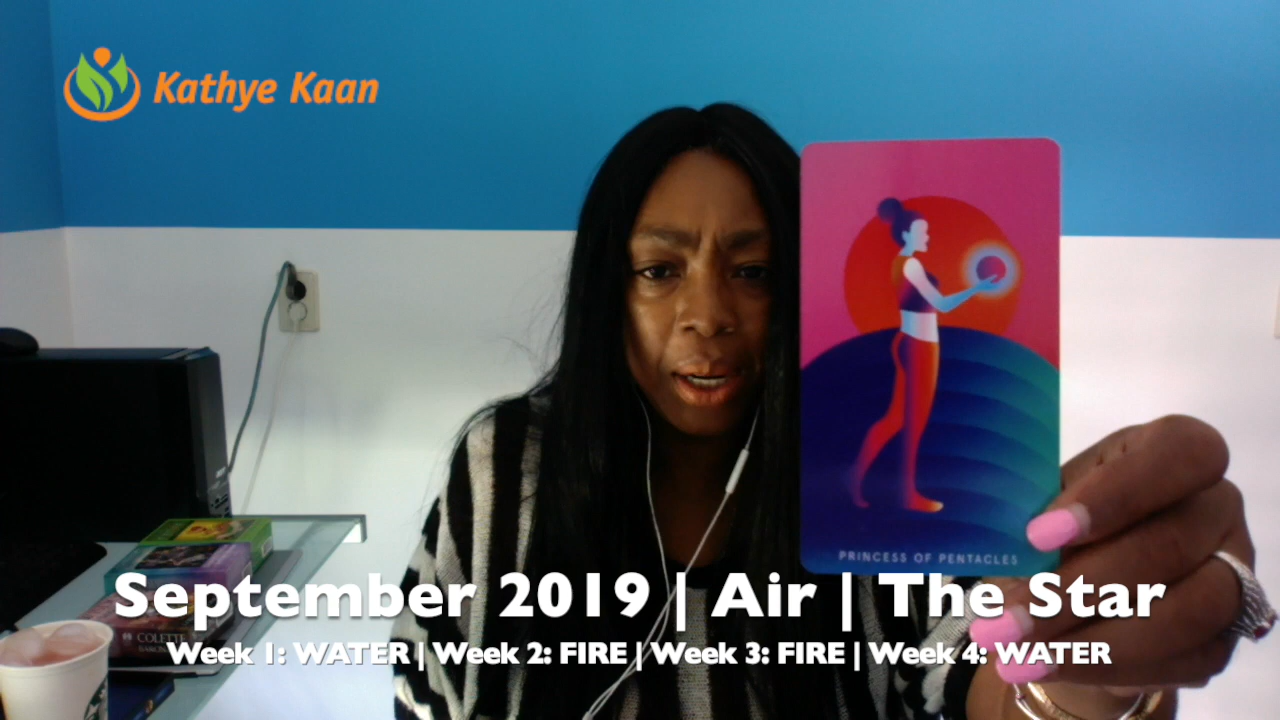 Kathye Kaan
PRINCESS OF PENTACLES
COLETTE
September 2019 | Air | The Star
Week 1: WATER | Week 2: FIRE | Week 3: FIRE | Week 4: WATER